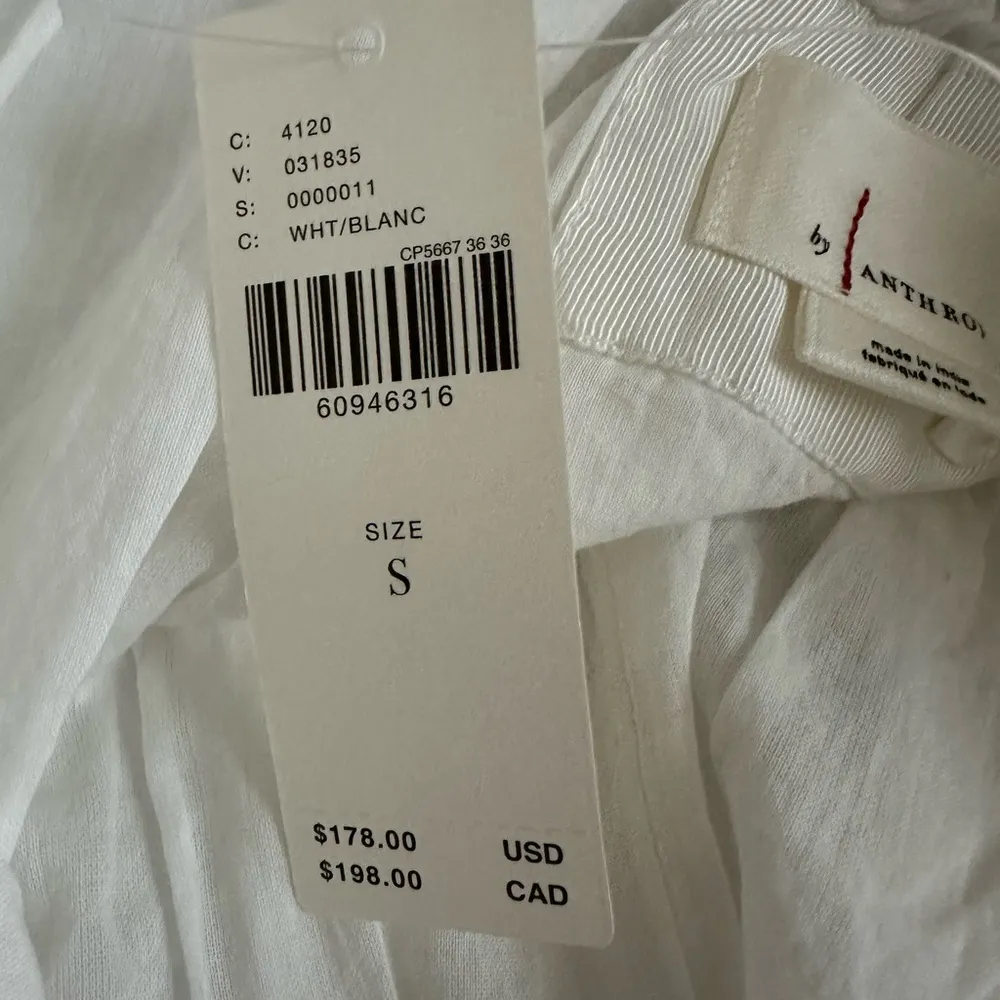 C: 4120
V: 031835
S: 0000011
C: WHT/BLANC
CP5667 36 36
60946316
SIZE
S
$178.00 USD
$198.00 CAD
by ANTHRO
made in india
fabriqué en